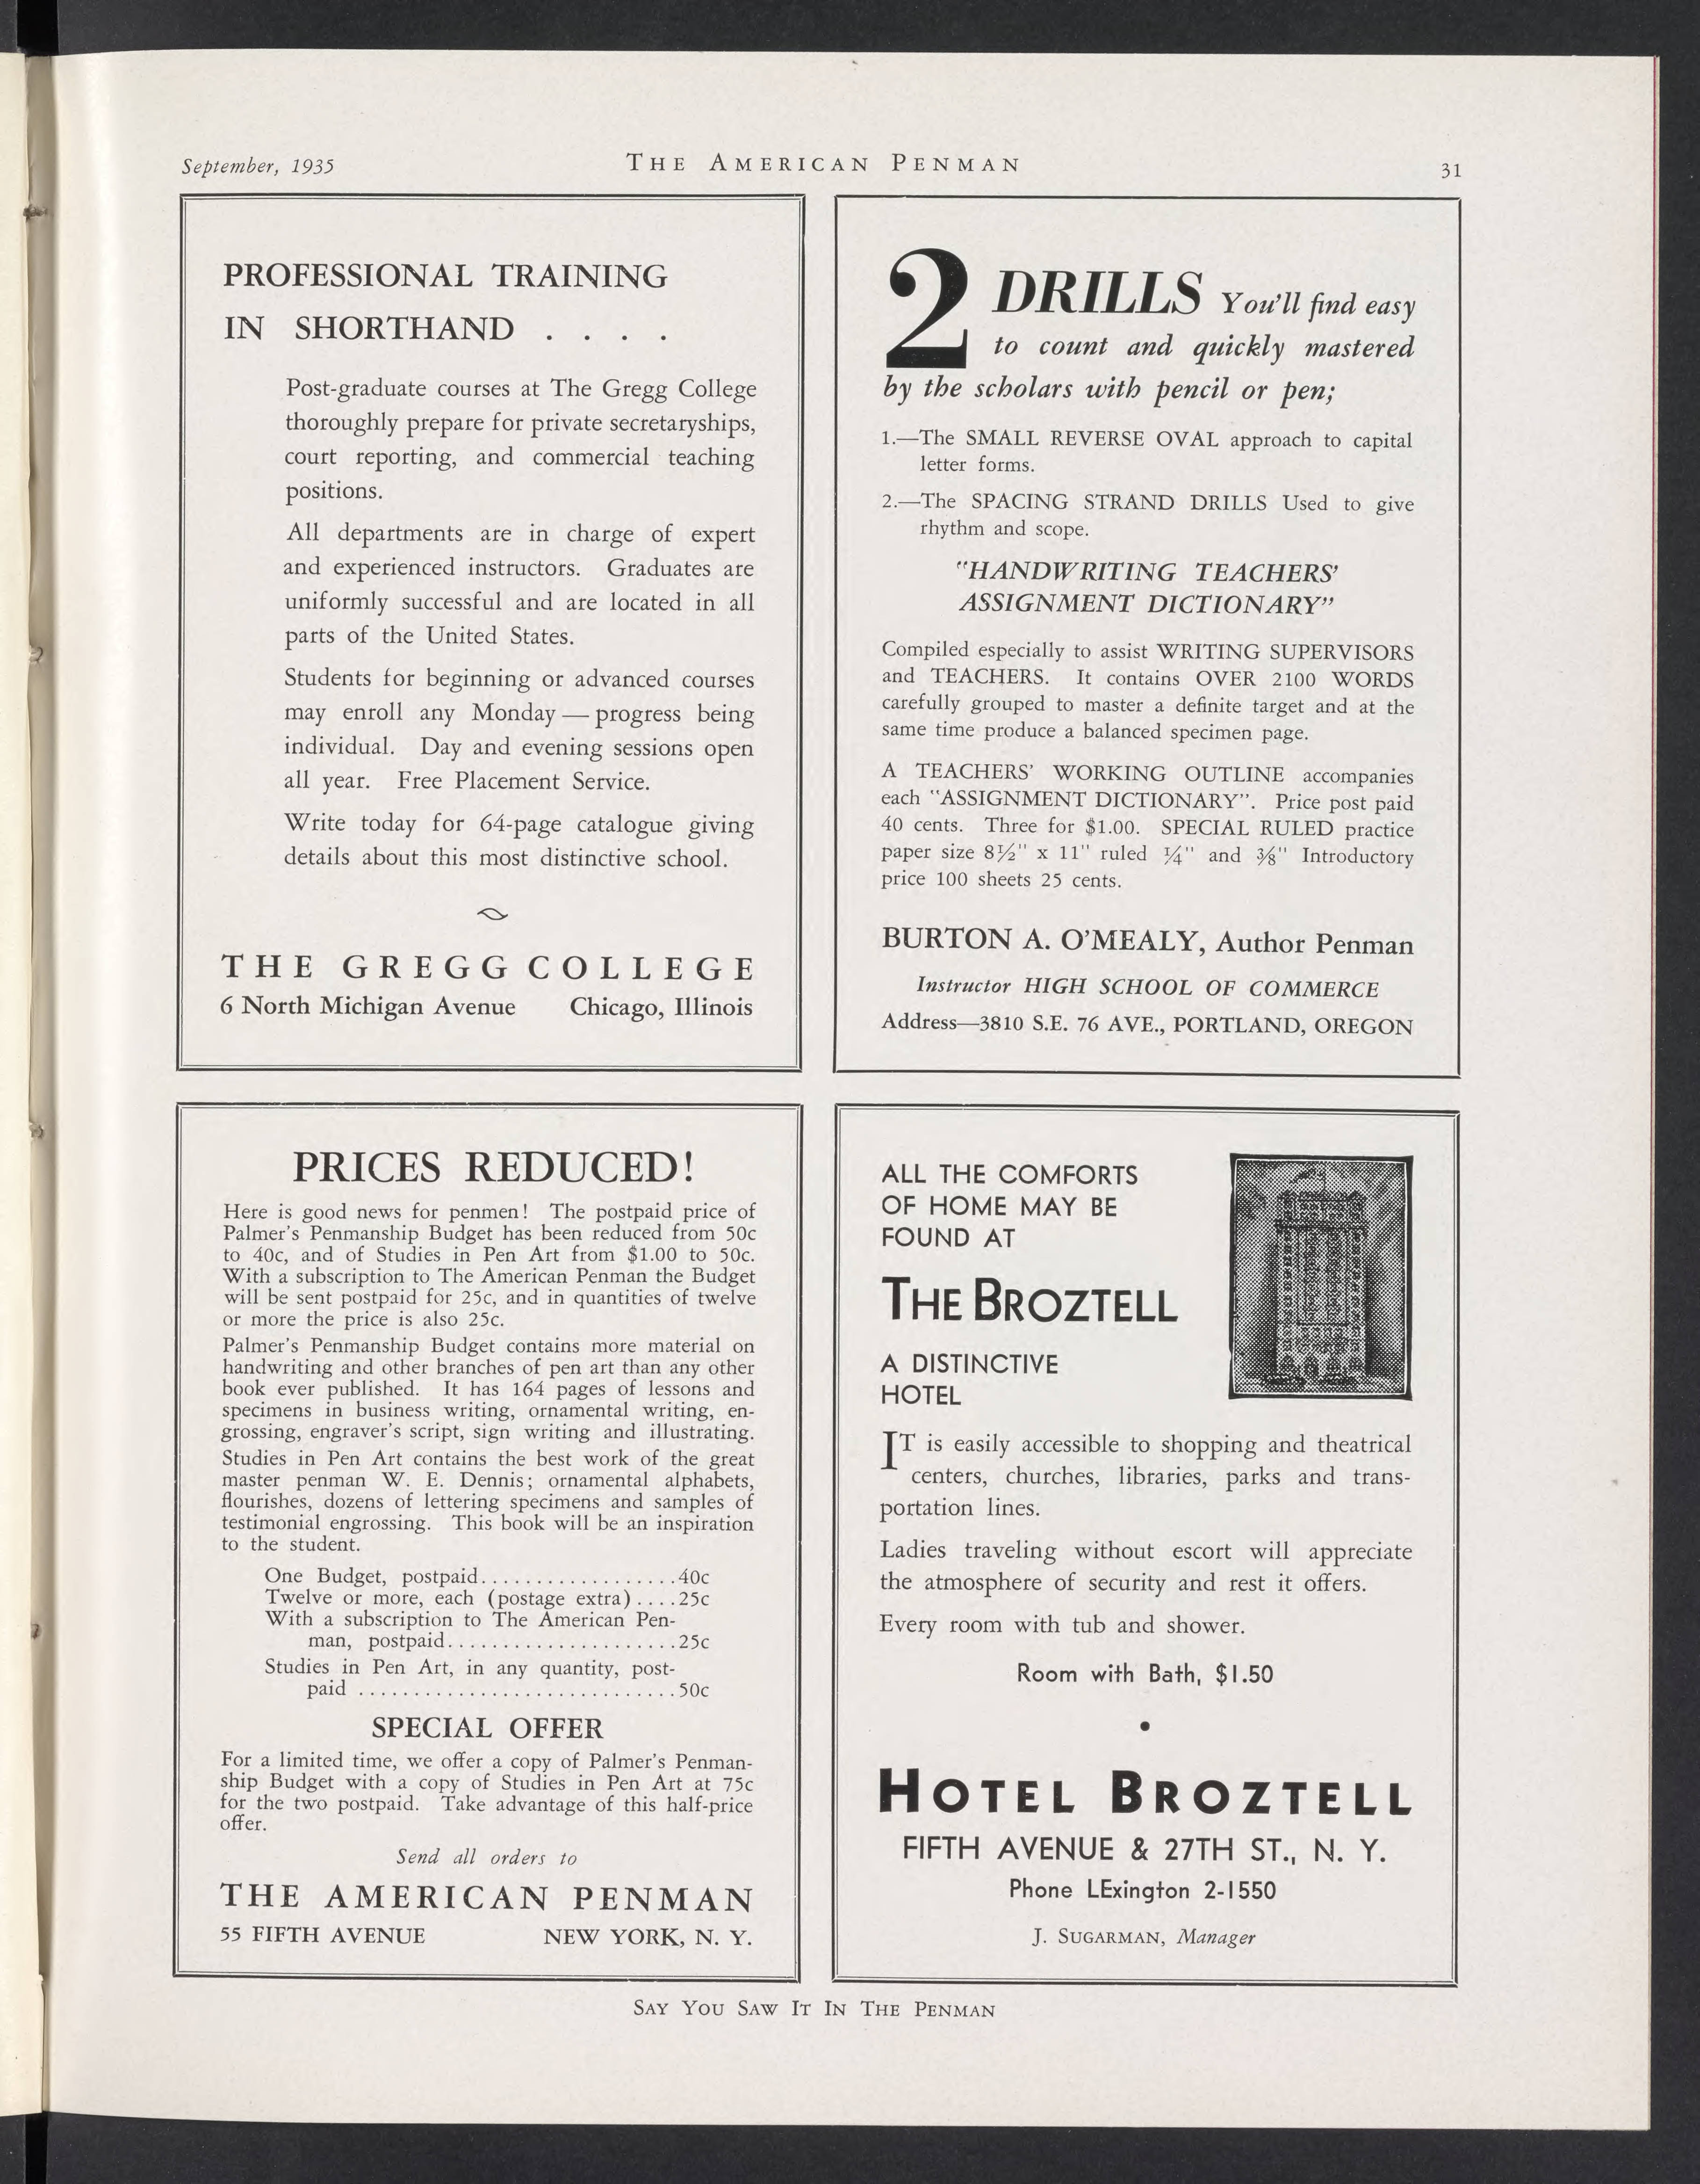 September, 1935
THE AMERICAN PENMAN
31
PROFESSIONAL TRAINING
IN SHORTHAND . . . .
Post-graduate courses at The Gregg College
thoroughly prepare for private secretaryships,
court reporting, and commercial teaching
positions.
All departments are in charge of expert
and experienced instructors. Graduates are
uniformly successful and are located in all
parts of the United States.
Students for beginning or advanced courses
may enroll any Monday — progress being
individual. Day and evening sessions open
all year. Free Placement Service.
Write today for 64-page catalogue giving
details about this most distinctive school.
THE GREGG COLLEGE
6 North Michigan Avenue Chicago, Illinois
2 DRILLS You'll find easy
to count and quickly mastered
by the scholars with pencil or pen;
1.—The SMALL REVERSE OVAL approach to capital
letter forms.
2.—The SPACING STRAND DRILLS Used to give
rhythm and scope.
"HANDWRITING TEACHERS'
ASSIGNMENT DICTIONARY"
Compiled especially to assist WRITING SUPERVISORS
and TEACHERS. It contains OVER 2100 WORDS
carefully grouped to master a definite target and at the
same time produce a balanced specimen page.
A TEACHERS' WORKING OUTLINE accompanies
each "ASSIGNMENT DICTIONARY". Price post paid
40 cents. Three for $1.00. SPECIAL RULED practice
paper size 8½" x 11" ruled ¼" and ⅜" Introductory
price 100 sheets 25 cents.
BURTON A. O'MEALY, Author Penman
Instructor HIGH SCHOOL OF COMMERCE
Address—3810 S.E. 76 AVE., PORTLAND, OREGON
PRICES REDUCED!
Here is good news for penmen! The postpaid price of
Palmer's Penmanship Budget has been reduced from 50c
to 40c, and of Studies in Pen Art from $1.00 to 50c.
With a subscription to The American Penman the Budget
will be sent postpaid for 25c, and in quantities of twelve
or more the price is also 25c.
Palmer's Penmanship Budget contains more material on
handwriting and other branches of pen art than any other
book ever published. It has 164 pages of lessons and
specimens in business writing, ornamental writing, en-
grossing, engraver's script, sign writing and illustrating.
Studies in Pen Art contains the best work of the great
master penman W. E. Dennis; ornamental alphabets,
flourishes, dozens of lettering specimens and samples of
testimonial engrossing. This book will be an inspiration
to the student.
One Budget, postpaid..................40c
Twelve or more, each (postage extra)....25c
With a subscription to The American Pen-
man, postpaid.....................25c
Studies in Pen Art, in any quantity, post-
paid .............................50c
SPECIAL OFFER
For a limited time, we offer a copy of Palmer's Penman-
ship Budget with a copy of Studies in Pen Art at 75c
for the two postpaid. Take advantage of this half-price
offer.
Send all orders to
THE AMERICAN PENMAN
55 FIFTH AVENUE NEW YORK, N. Y.
ALL THE COMFORTS
OF HOME MAY BE
FOUND AT
THE BROZTELL
A DISTINCTIVE
HOTEL
IT is easily accessible to shopping and theatrical
centers, churches, libraries, parks and trans-
portation lines.
Ladies traveling without escort will appreciate
the atmosphere of security and rest it offers.
Every room with tub and shower.
Room with Bath, $1.50
HOTEL BROZTELL
FIFTH AVENUE & 27TH ST., N. Y.
Phone LExington 2-1550
J. SUGARMAN, Manager
SAY YOU SAW IT IN THE PENMAN